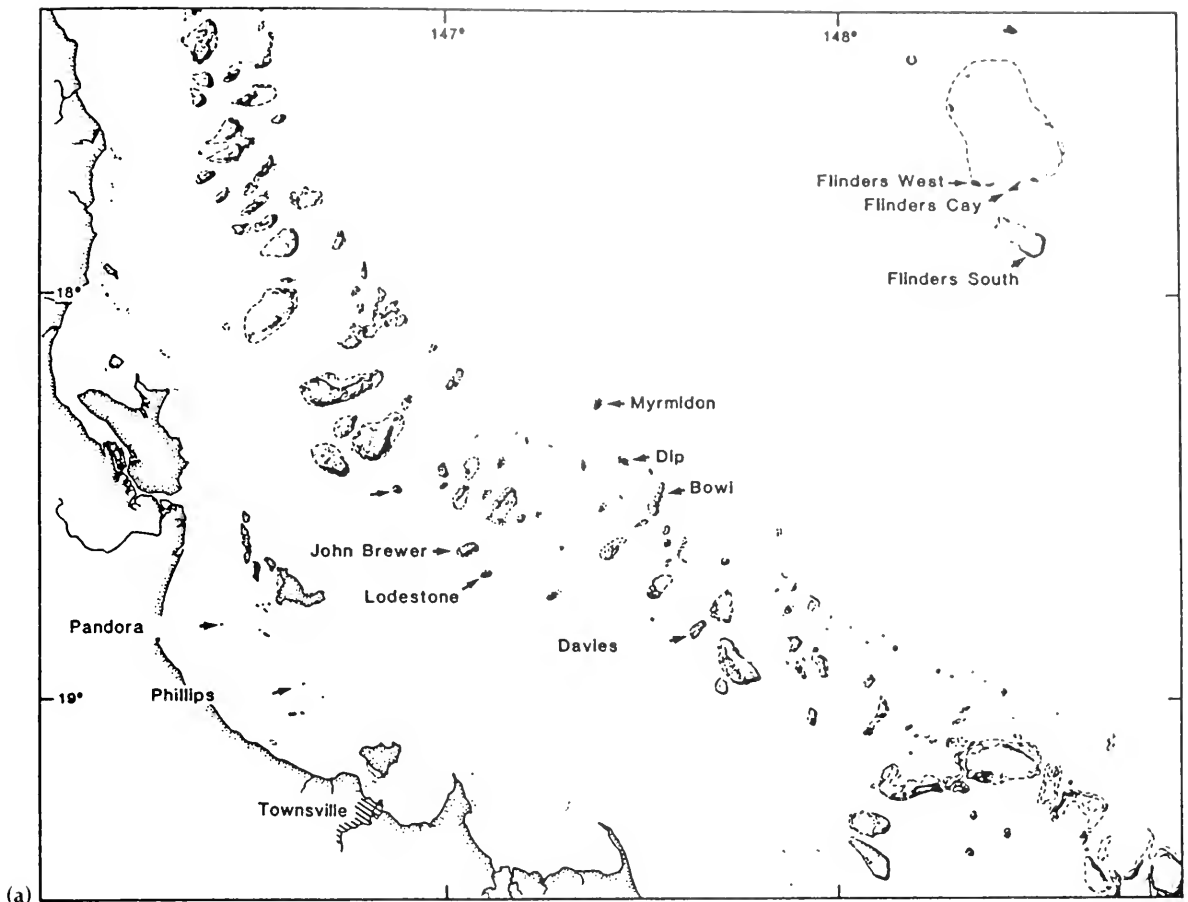 147°
148°
Flinders West
Flinders Cay
Flinders South
18°
Myrmidon
Dip
Bowl
John Brewer
Lodestone
Pandora
Davies
Phillips
19°
Townsville
(a)